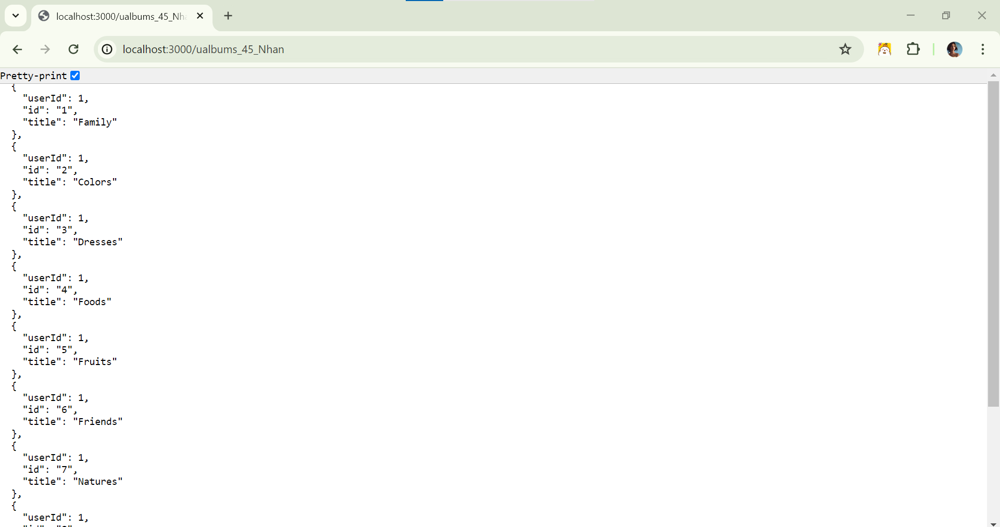 localhost:3000/ualbums_45_Nha
localhost:3000/ualbums_45_Nhan
Pretty-print
{
"userId": 1,
"id": "1",
"title": "Family"
},
{
"userId": 1,
"id": "2",
"title": "Colors"
},
{
"userId": 1,
"id": "3",
"title": "Dresses"
},
{
"userId": 1,
"id": "4",
"title": "Foods"
},
{
"userId": 1,
"id": "5",
"title": "Fruits"
},
{
"userId": 1,
"id": "6",
"title": "Friends"
},
{
"userId": 1,
"id": "7",
"title": "Natures"
},
{
"userId": 1,